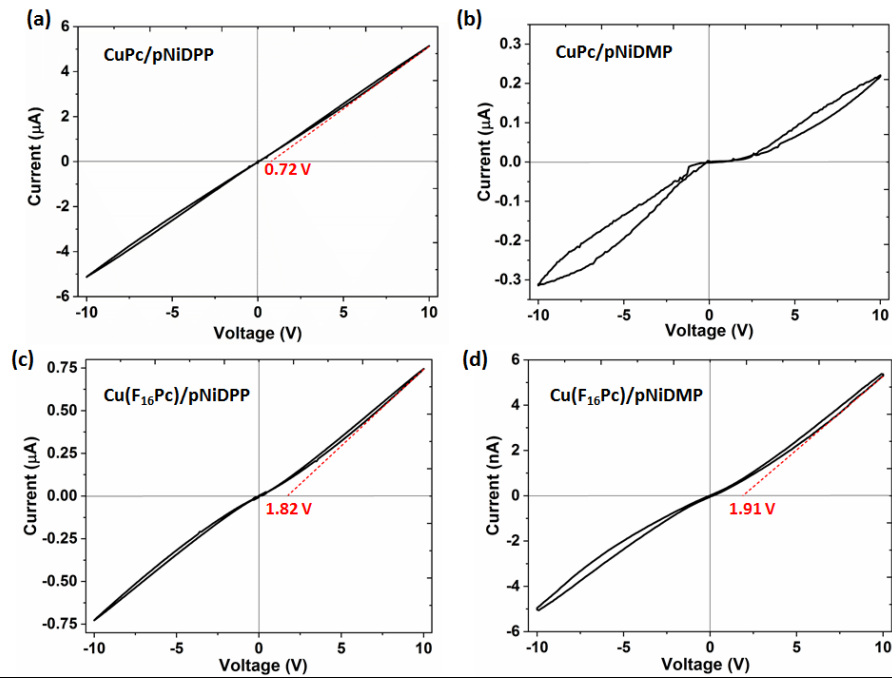 (a)
CuPc/pNiDPP
Current (μA)
6
4
2
0
-2
-4
-6
0.72 V
-10
-5
0
5
10
Voltage (V)
(b)
CuPc/pNiDMP
Current (μA)
0.3
0.2
0.1
0.0
-0.1
-0.2
-0.3
-10
-5
0
5
10
Voltage (V)
(c)
Cu(F₁₆Pc)/pNiDPP
Current (μA)
0.75
0.50
0.25
0.00
-0.25
-0.50
-0.75
1.82 V
-10
-5
0
5
10
Voltage (V)
(d)
Cu(F₁₆Pc)/pNiDMP
Current (nA)
6
4
2
0
-2
-4
-6
1.91 V
-10
-5
0
5
10
Voltage (V)